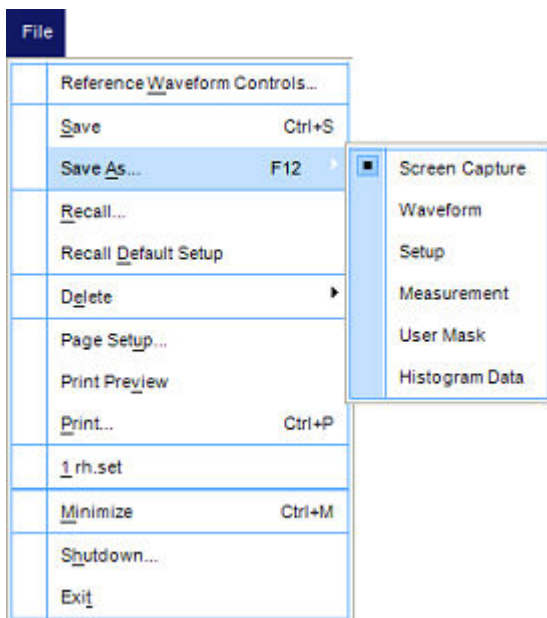 File
Reference Waveform Controls...
Save Ctrl+S
Save As... F12
Screen Capture
Waveform
Setup
Measurement
User Mask
Histogram Data
Recall...
Recall Default Setup
Delete
Page Setup...
Print Preview
Print... Ctrl+P
1 rh.set
Minimize Ctrl+M
Shutdown...
Exit